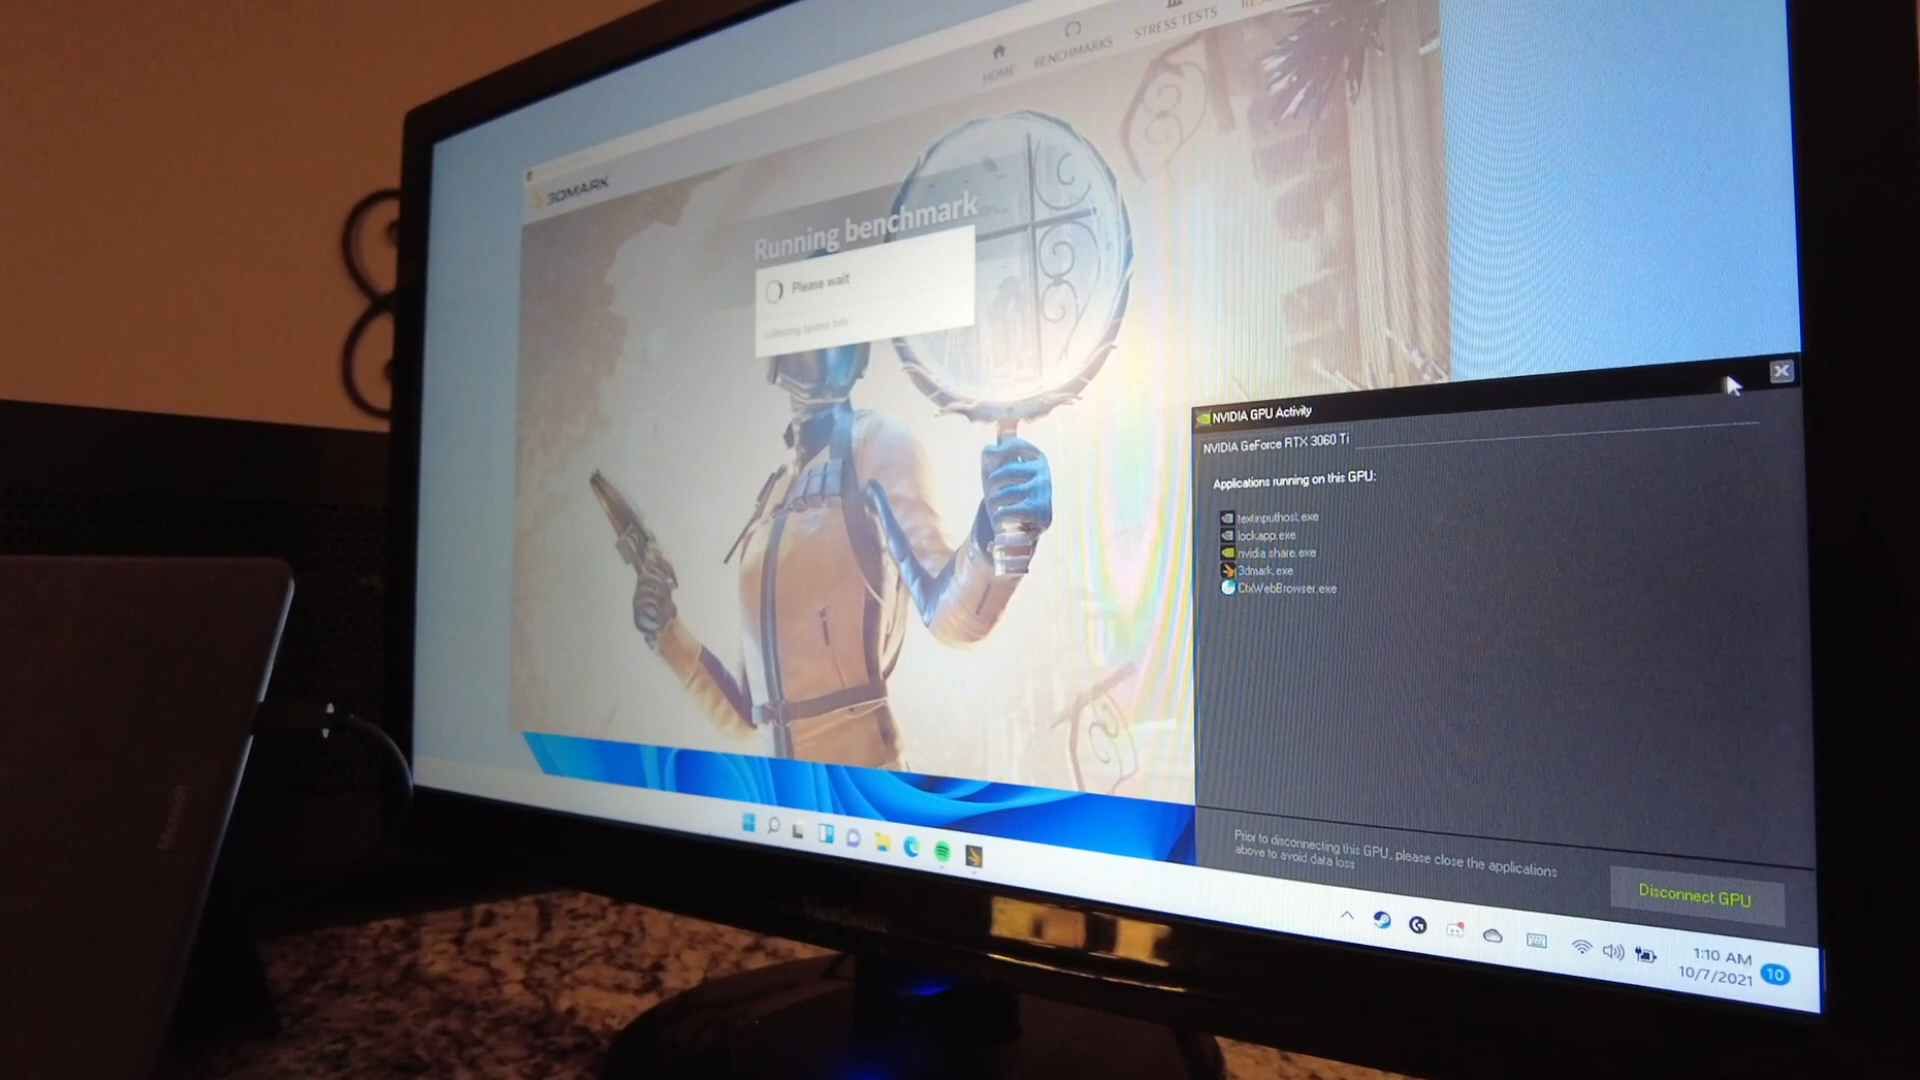 HOME
BENCHMARKS
STRESS TESTS
3DMARK
Running benchmark
Please wait
NVIDIA GPU Activity
NVIDIA GeForce RTX 3060 Ti
Applications running on this GPU:
textinputhost.exe
lockapp.exe
nvidia share.exe
3dmark.exe
CtxWebBrowser.exe
Prior to disconnecting this GPU, please close the applications
above to avoid data loss
Disconnect GPU
1:10 AM
10/7/2021
10
Microsoft